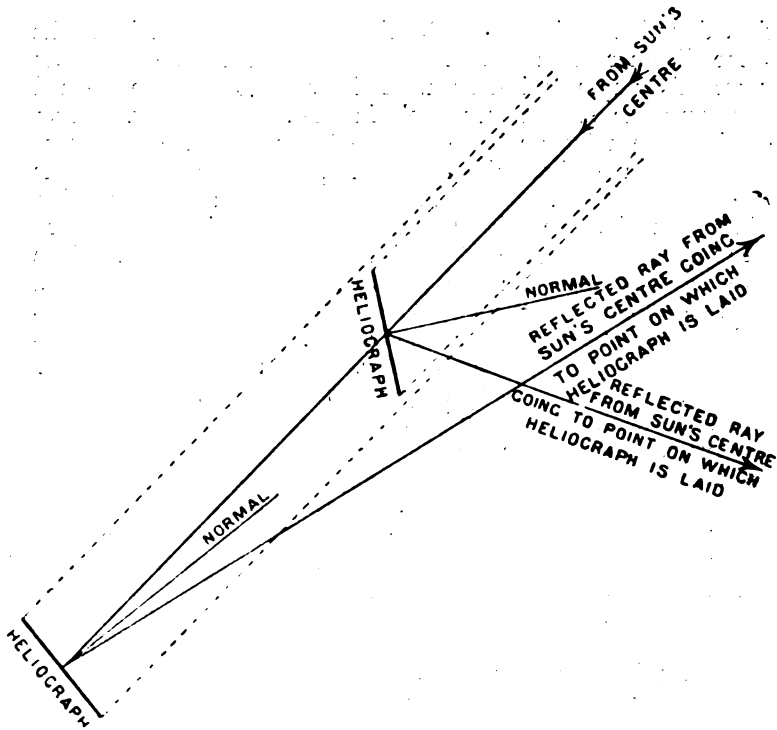 FROM SUN'S
CENTRE
HELIOGRAPH
NORMAL
REFLECTED RAY FROM
SUN'S CENTRE GOING
TO POINT ON WHICH
HELIOGRAPH IS LAID
REFLECTED RAY
FROM SUN'S CENTRE
GOING TO POINT ON WHICH
HELIOGRAPH IS LAID
NORMAL
HELIOGRAPH